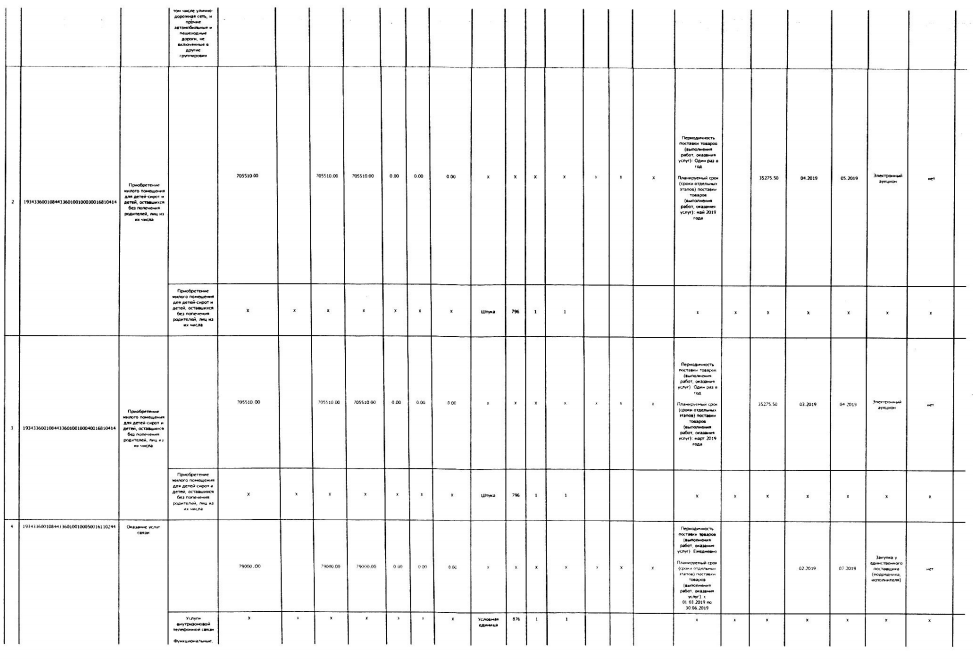 том числе улично-
дорожная сеть, и
прочие
автомобильные и
пешеходные
дороги, не
включенные в
другие
группировки
2
193433600108443360100100030016810414
Приобретение
жилого помещения
для детей-сирот и
детей, оставшихся
без попечения
родителей, лиц из
их числа
705510.00
705510.00 705510.00 0.00 0.00 0.00 x x x x x x x
Периодичность
поставки товаров
(выполнения
работ, оказания
услуг): Один раз в
год
Планируемый срок
(сроки отдельных
этапов) поставки
товаров
(выполнения
работ, оказания
услуг): май 2019
года
35275.50 04.2019 05.2019
Электронный
аукцион
нет
Приобретение
жилого помещения
для детей-сирот и
детей, оставшихся
без попечения
родителей, лиц из
их числа
x x x x x x x Штука 796 1 1 x x x x x x x
3
193433600108443360100100040016810414
Приобретение
жилого помещения
для детей-сирот и
детей, оставшихся
без попечения
родителей, лиц из
их числа
705510.00
705510.00 705510.00 0.00 0.00 0.00 x x x x x x x
Периодичность
поставки товаров
(выполнения
работ, оказания
услуг): Один раз в
год
Планируемый срок
(сроки отдельных
этапов) поставки
товаров
(выполнения
работ, оказания
услуг): март 2019
года
35275.50 03.2019 04.2019
Электронный
аукцион
нет
Приобретение
жилого помещения
для детей-сирот и
детей, оставшихся
без попечения
родителей, лиц из
их числа
x x x x x x x Штука 796 1 1 x x x x x x x
4
193433600108443360100100050016110244
Оказание услуг
связи
79000.00
79000.00 79000.00 0.00 0.00 0.00 x x x x x x x
Периодичность
поставки товаров
(выполнения
работ, оказания
услуг): Ежедневно
Планируемый срок
(сроки отдельных
этапов) поставки
товаров
(выполнения
работ, оказания
услуг): с
01.03.2019 по
30.06.2019
02.2019 07.2019
Закупка у
единственного
поставщика
(подрядчика,
исполнителя)
нет
Услуги
внутризоновой
телефонной связи
Функциональные,
x x x x x x x
Условная
единица
876 1 1 x x x x x x x